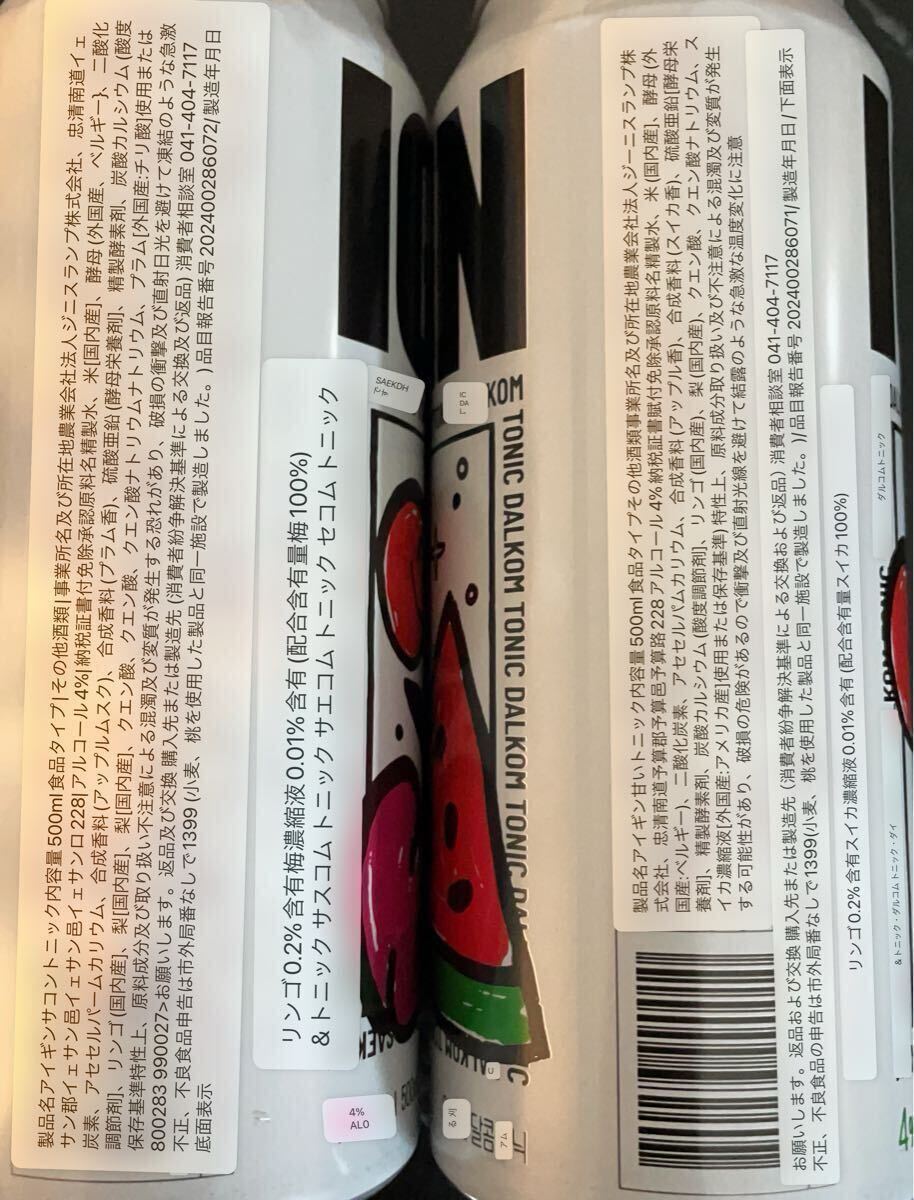 製品名アイギンサコントニック内容量500ml食品タイプ|その他酒類|事業所名及び所在地農業会社法人ジニスランプ株式会社、忠清南道イェ
サン郡イェサン邑イェサンロ228|アルコール4%|納税証書付免除承認原料名精製水、米[国内産]、酵母(外国産、ベルギー)、二酸化
炭素、アセセルパームカリウム、合成香料(アップルムスク)、合成香料(プラム香)、硫酸亜鉛(酵母栄養剤)、精製酵素剤、炭酸カルシウム(酸度
調節剤]、リンゴ(国内産]、梨[国内産]、梨[国内産]、クエン酸、クエン酸、クエン酸ナトリウムナトリウム、プラム[外国産:チリ酸]使用または
保存基準特性上、原料成分及び取り扱い不注意による混濁及び変質が発生する恐れがあり、破損の衝撃及び直射日光を避けて凍結のような急激
800283 990027>お願いします。返品及び交換 購入先または製造先 (消費者紛争解決基準による交換及び返品) 消費者相談室 041-404-7117
不正、不良食品申告は市外局番なしで1399 (小麦、桃を使用した製品と同一施設で製造しました。)品目報告番号202400286072/製造年月日
底面表示
リンゴ0.2%含有梅濃縮液0.01%含有(配合含有量梅100%)
&トニック サスコム トニック サエコム トニック セコム トニック
SAEKOH
4%
ALO
KOM TONIC DALKOM TONIC DALKOM TONIC
製品名アイギン甘いトニック内容量500ml食品タイプその他酒類事業所名及び所在地農業会社法人ジーニスランプ株
式会社、忠清南道予算郡予算邑予算路228アルコール4%納税証書賦付免除承認原料名精製水、米(国内産]、酵母(外
国産:ベルギー)、二酸化炭素、アセセルパムカリウム、合成香料(アップル香)、合成香料(スイカ香)、硫酸亜鉛[酵母栄
養剤)、精製酵素剤、炭酸カルシウム(酸度調節剤]、リンゴ(国内産)、梨(国内産)、クエン酸、クエン酸ナトリウム、ス
イカ濃縮液[外国産:アメリカ産]使用または保存基準)特性上、原料成分取り扱い及び不注意による混濁及び変質が発生
する可能性があり、破損の危険があるので衝撃及び直射光線を避けて結露のような急激な温度変化に注意
お願いします。返品および交換 購入先または製造先 (消費者紛争解決基準による交換および返品) 消費者相談室 041-404-7117
不正、不良食品の申告は市外局番なしで1399(小麦、桃を使用した製品と同一施設で製造しました。)/品目報告番号 202400286071/製造年月日/下面表示
リンゴ0.2%含有スイカ濃縮液0.01%含有(配合含有量スイカ100%)
ダルコムトニック
&トニック・ダルコムトニック・ダイ
る刈
アム